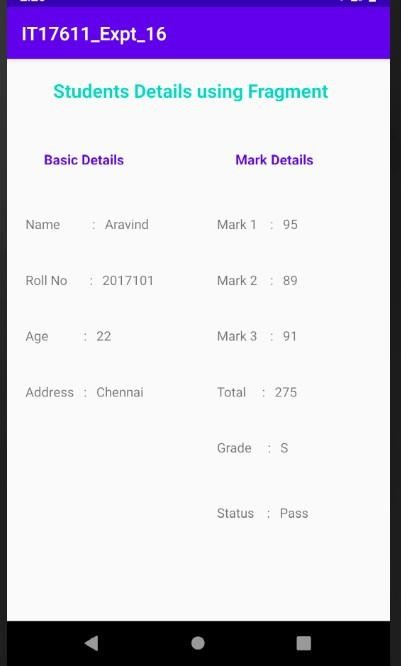 IT17611_Expt_16
Students Details using Fragment
Basic Details
Name : Aravind
Roll No : 2017101
Age : 22
Address : Chennai
Mark Details
Mark 1 : 95
Mark 2 : 89
Mark 3 : 91
Total : 275
Grade : S
Status : Pass